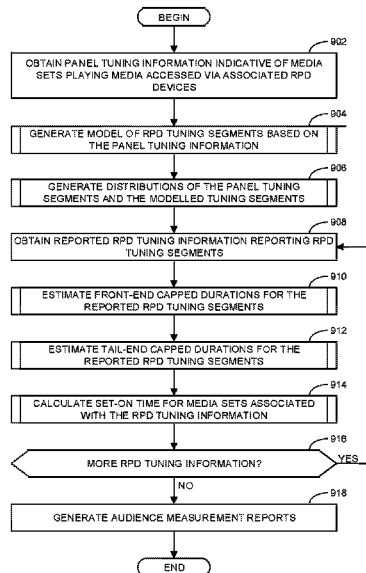 BEGIN
902
OBTAIN PANEL TUNING INFORMATION INDICATIVE OF MEDIA
SETS PLAYING MEDIA ACCESSED VIA ASSOCIATED RPD
DEVICES
904
GENERATE MODEL OF RPD TUNING SEGMENTS BASED ON
THE PANEL TUNING INFORMATION
906
GENERATE DISTRIBUTIONS OF THE PANEL TUNING
SEGMENTS AND THE MODELLED TUNING SEGMENTS
908
OBTAIN REPORTED RPD TUNING INFORMATION REPORTING RPD
TUNING SEGMENTS
910
ESTIMATE FRONT-END CAPPED DURATIONS FOR THE
REPORTED RPD TUNING SEGMENTS
912
ESTIMATE TAIL-END CAPPED DURATIONS FOR THE
REPORTED RPD TUNING SEGMENTS
914
CALCULATE SET-ON TIME FOR MEDIA SETS ASSOCIATED
WITH THE RPD TUNING INFORMATION
916
MORE RPD TUNING INFORMATION?
YES
NO
918
GENERATE AUDIENCE MEASUREMENT REPORTS
END